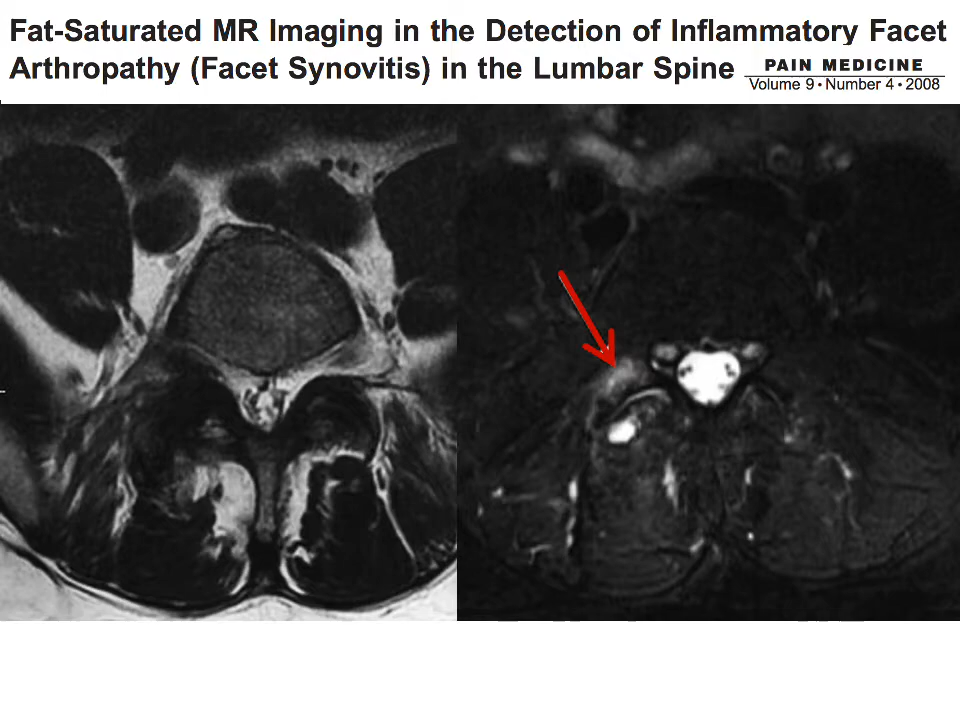 Fat-Saturated MR Imaging in the Detection of Inflammatory Facet
Arthropathy (Facet Synovitis) in the Lumbar Spine
PAIN MEDICINE
Volume 9 • Number 4 • 2008